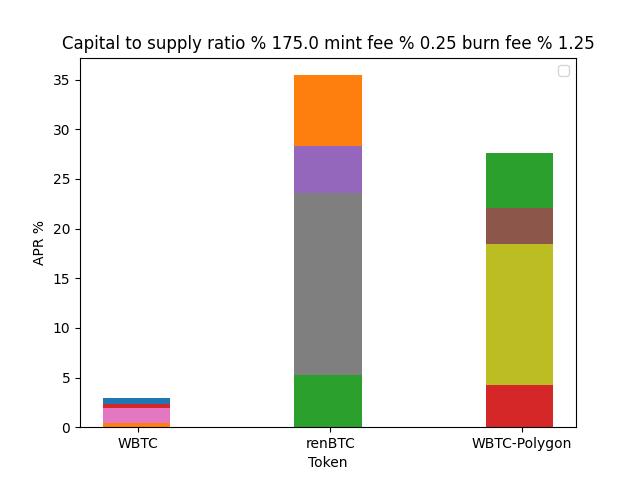 Capital to supply ratio % 175.0 mint fee % 0.25 burn fee % 1.25
35
30
25
20
15
10
5
0
APR %
WBTC renBTC WBTC-Polygon
Token